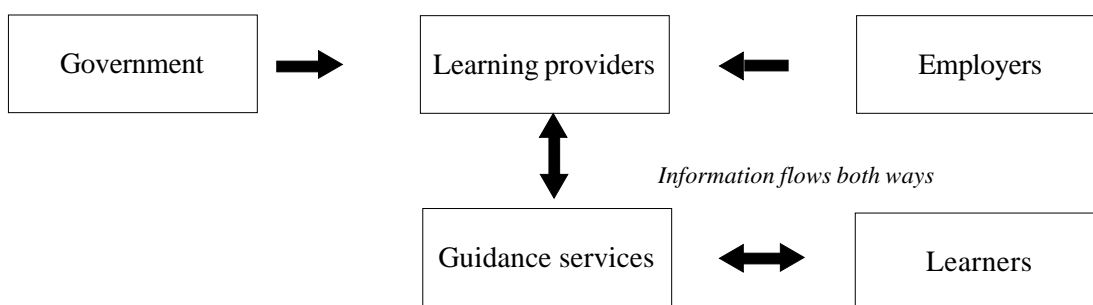 Government
Learning providers
Employers
Information flows both ways
Guidance services
Learners